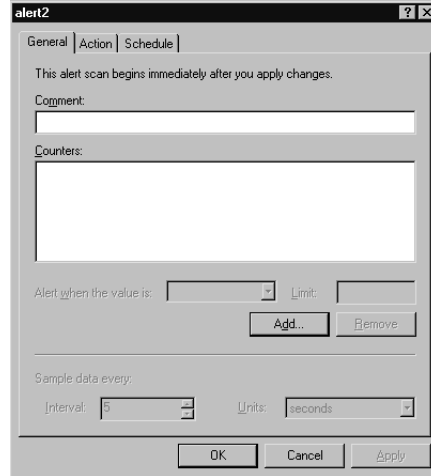 alert2
General Action Schedule
This alert scan begins immediately after you apply changes.
Comment:
Counters:
Alert when the value is: Limit:
Add... Remove
Sample data every:
Interval: 5 Units: seconds
OK Cancel Apply